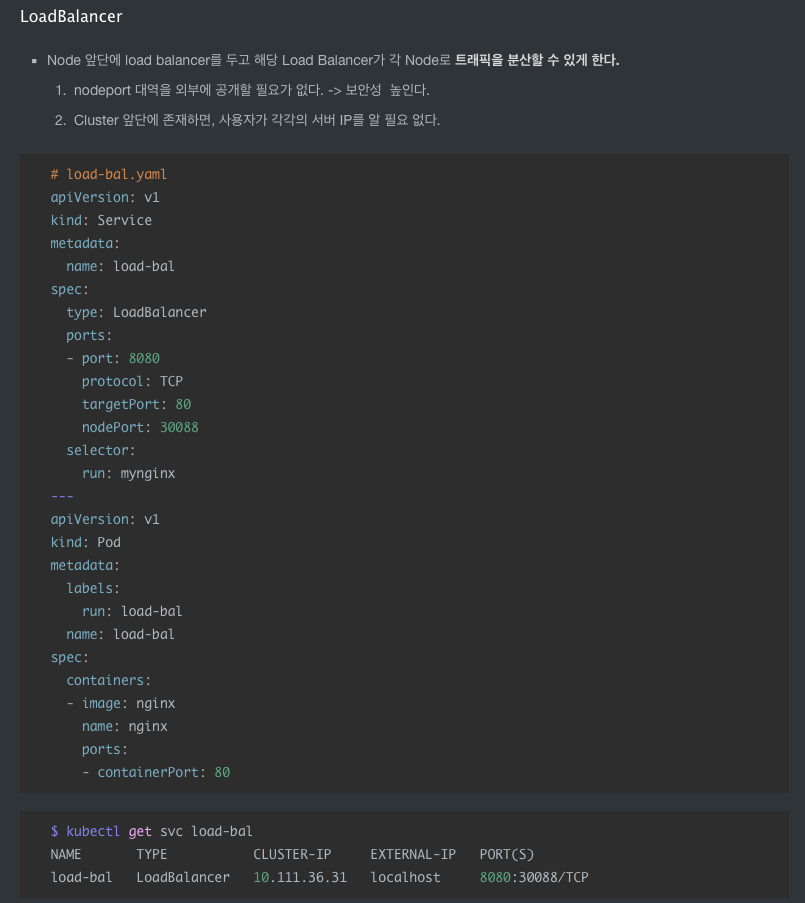 LoadBalancer
▪ Node 앞단에 load balancer를 두고 해당 Load Balancer가 각 Node로 트래픽을 분산할 수 있게 한다.
1. nodeport 대역을 외부에 공개할 필요가 없다. -> 보안성 높인다.
2. Cluster 앞단에 존재하면, 사용자가 각각의 서버 IP를 알 필요 없다.
# load-bal.yaml
apiVersion: v1
kind: Service
metadata:
  name: load-bal
spec:
  type: LoadBalancer
  ports:
  - port: 8080
    protocol: TCP
    targetPort: 80
    nodePort: 30088
  selector:
    run: mynginx
---
apiVersion: v1
kind: Pod
metadata:
  labels:
    run: load-bal
  name: load-bal
spec:
  containers:
  - image: nginx
    name: nginx
    ports:
    - containerPort: 80
$ kubectl get svc load-bal
NAME       TYPE           CLUSTER-IP     EXTERNAL-IP   PORT(S)
load-bal   LoadBalancer   10.111.36.31   localhost     8080:30088/TCP